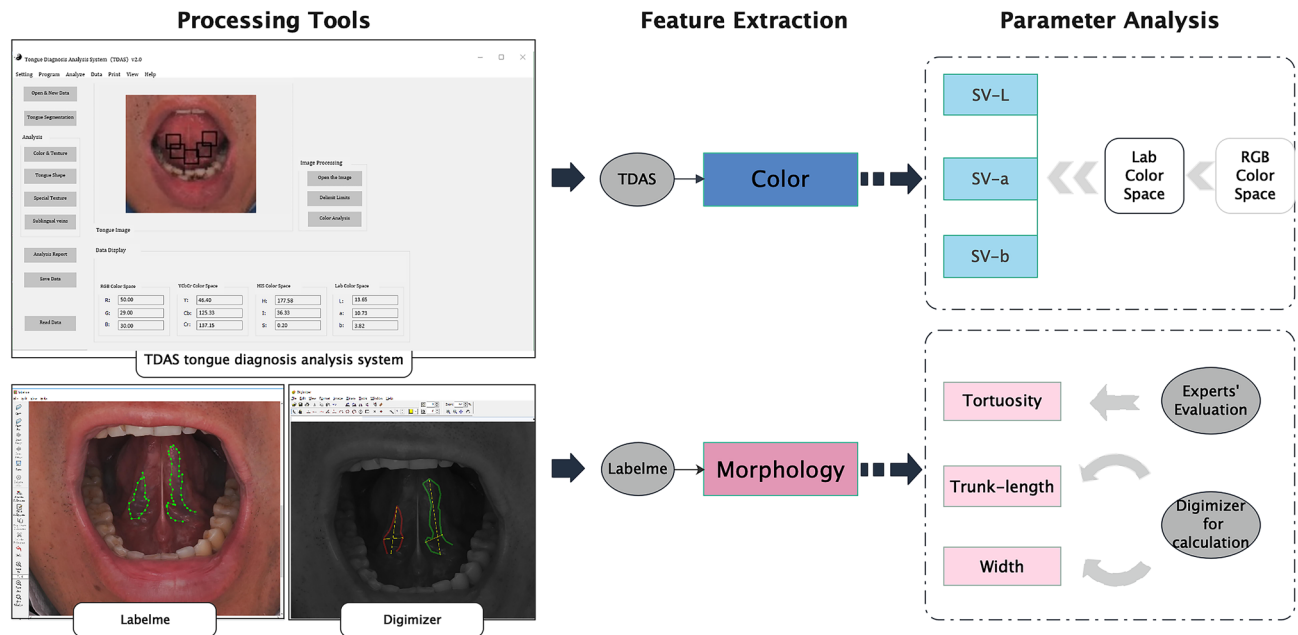 Processing Tools
Feature Extraction
Parameter Analysis
Tongue Diagnosis Analysis System (TDAS) v2.0
Setting Program Analyze Data Print View Help
Open & New Data
Tongue Segmentation
Analysis
Color & Texture
Tongue Shape
Special Texture
Sublingual veins
Analysis Report
Save Data
Read Data
Tongue Image
Image Processing
Open the Image
Delimit Limits
Color Analysis
Data Display
RGB Color Space
R: 50.00
G: 29.00
B: 30.00
YCbCr Color Space
Y: 46.40
Cb: 125.33
Cr: 137.15
HIS Color Space
H: 177.58
I: 36.33
S: 0.20
Lab Color Space
L: 13.65
a: 10.73
b: 3.82
TDAS tongue diagnosis analysis system
TDAS
Color
SV-L
SV-a
SV-b
Lab
Color
Space
RGB
Color
Space
Labelme
Digimizer
Labelme
Morphology
Tortuosity
Trunk-length
Width
Experts'
Evaluation
Digimizer
for
calculation